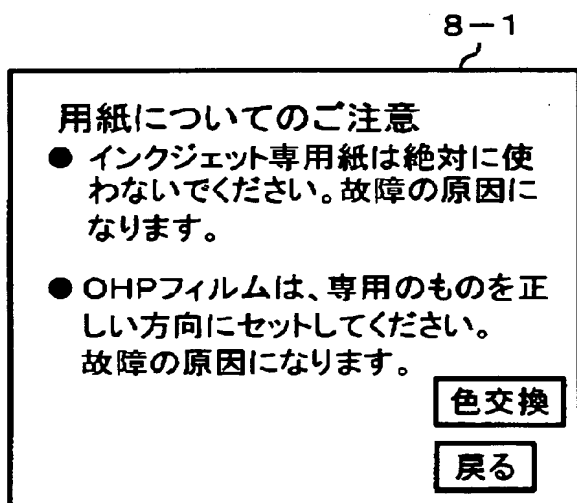 8-1
用紙についてのご注意
● インクジェット専用紙は絶対に使
わないでください。故障の原因に
なります。
● OHPフィルムは、専用のものを正
しい方向にセットしてください。
故障の原因になります。
色交換
戻る